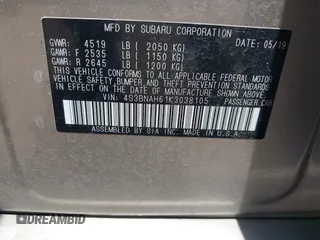 MFD BY SUBARU CORPORATION
DATE: 05/19
GVWR: 4519 LB ( 2050 KG)
GAWR: F 2535 LB ( 1150 KG)
GAWR: R 2645 LB ( 1200 KG)
THIS VEHICLE CONFORMS TO ALL APPLICABLE FEDERAL MOTOR
VEHICLE SAFETY, BUMPER AND THEFT PREVENTION STANDARDS
IN EFFECT ON THE DATE OF MANUFACTURE SHOWN ABOVE.
VIN: 4S3BNAH61K3038105 PASSENGER CAR
ASSEMBLED BY SIA INC. MADE IN U.S.A.
DREAMBID